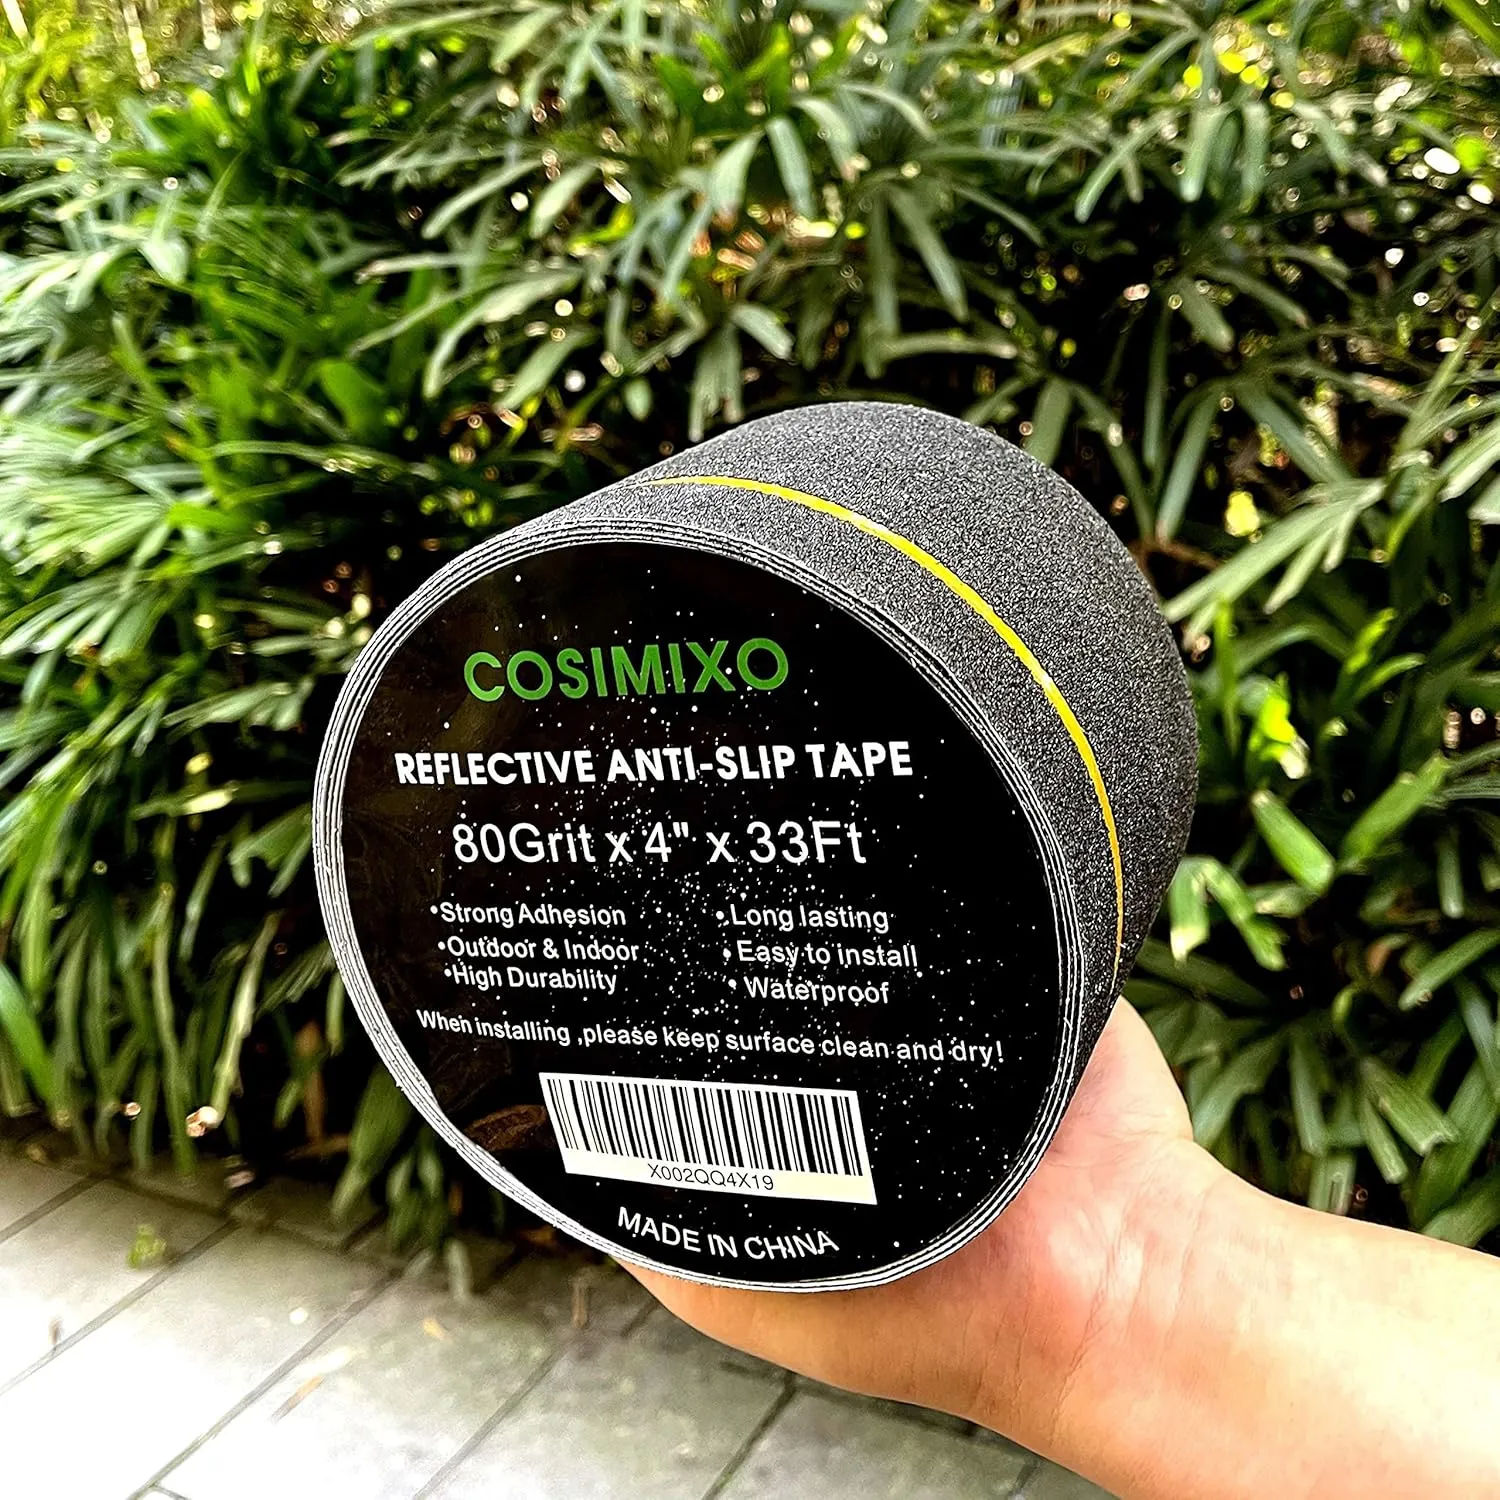 COSIMIXO
REFLECTIVE ANTI-SLIP TAPE
80Grit x 4" x 33Ft
•Strong Adhesion •Long lasting
•Outdoor & Indoor •Easy to install
•High Durability •Waterproof
When installing ,please keep surface clean and dry!
X002QQ4X19
MADE IN CHINA